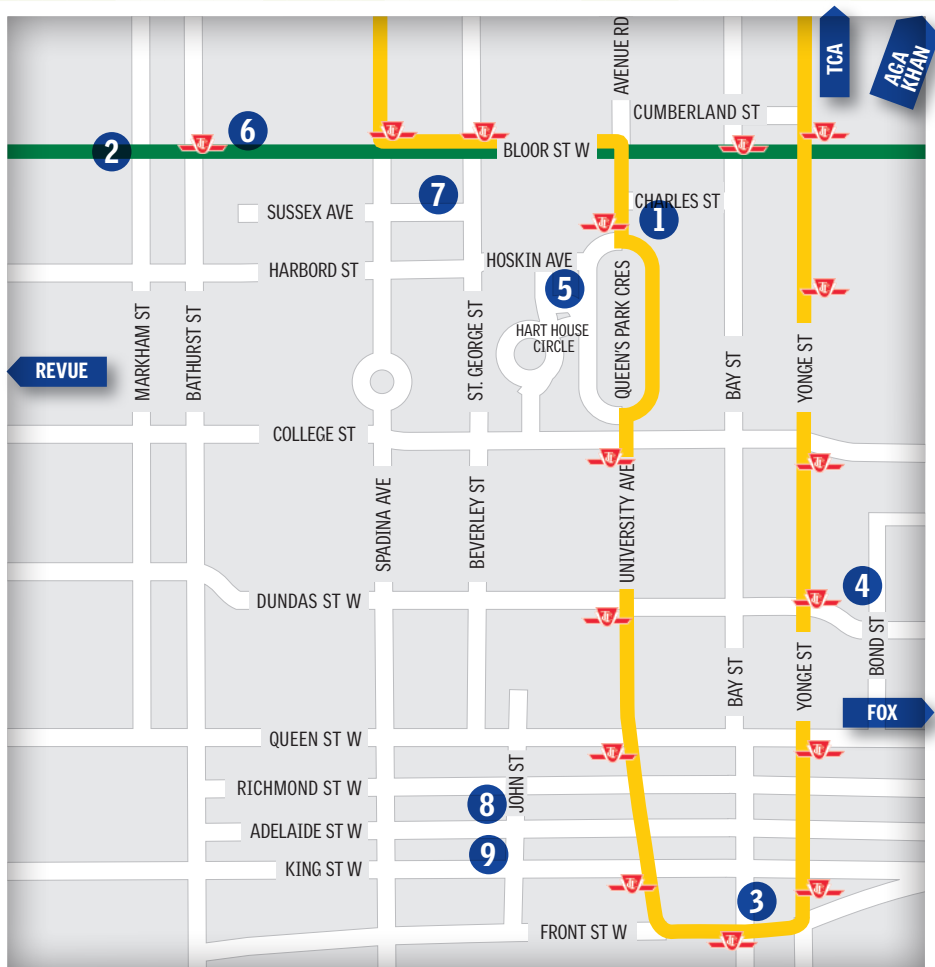 TCA
AGA
KHAN
AVENUE RD
CUMBERLAND ST
6
2
BLOOR ST W
7
CHARLES ST
1
SUSSEX AVE
HOSKIN AVE
HARBORD ST
5
HART HOUSE
CIRCLE
QUEEN'S PARK CRES
MARKHAM ST
BATHURST ST
ST. GEORGE ST
BAY ST
YONGE ST
REVUE
COLLEGE ST
SPADINA AVE
BEVERLEY ST
UNIVERSITY AVE
4
DUNDAS ST W
BOND ST
BAY ST
YONGE ST
FOX
QUEEN ST W
JOHN ST
RICHMOND ST W
8
ADELAIDE ST W
9
KING ST W
3
FRONT ST W